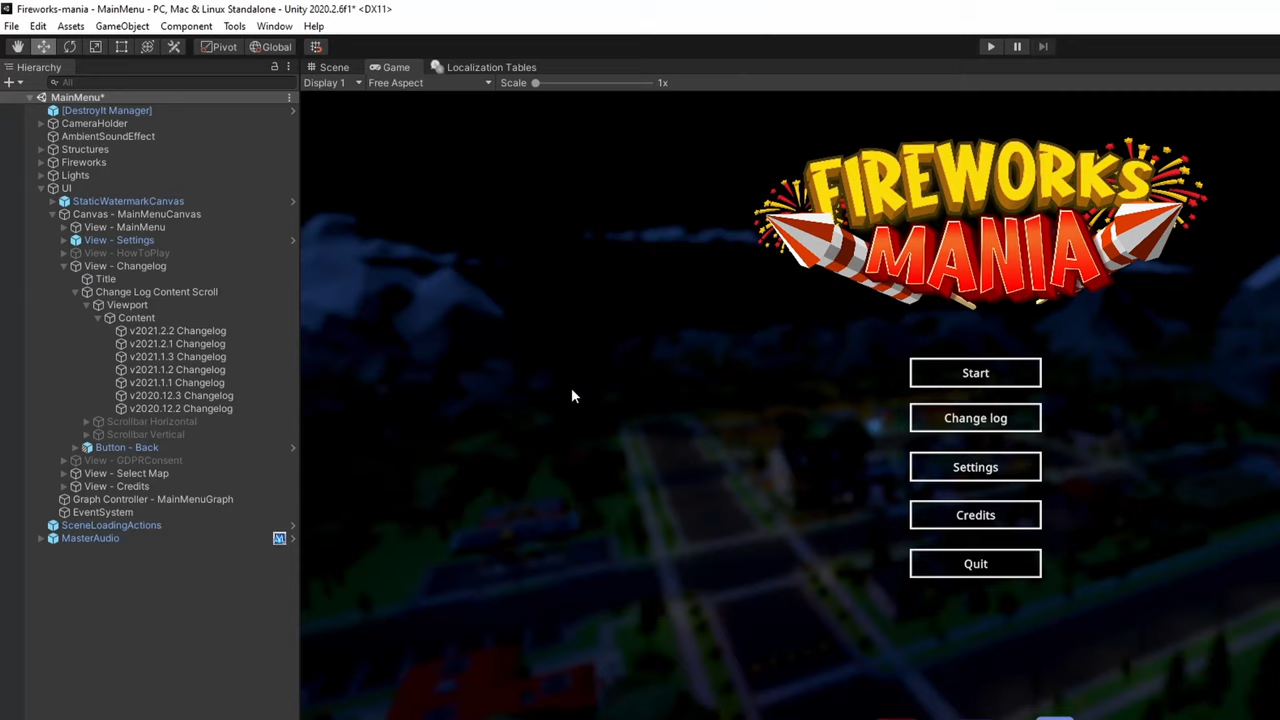 Fireworks-mania - MainMenu - PC, Mac & Linux Standalone - Unity 2020.2.6f1* <DX11>
File Edit Assets GameObject Component Tools Window Help
Pivot Global
Hierarchy
Scene Game Localization Tables
All
Display 1 Free Aspect Scale 1x
MainMenu*
[DestroyIt Manager]
CameraHolder
AmbientSoundEffect
Structures
Fireworks
Lights
UI
StaticWatermarkCanvas
Canvas - MainMenuCanvas
View - MainMenu
View - Settings
View - HowToPlay
View - Changelog
Title
Change Log Content Scroll
Viewport
Content
v2021.2.2 Changelog
v2021.2.1 Changelog
v2021.1.3 Changelog
v2021.1.2 Changelog
v2021.1.1 Changelog
v2020.12.3 Changelog
v2020.12.2 Changelog
Scrollbar Horizontal
Scrollbar Vertical
Button - Back
View - GDPRConsent
View - Select Map
View - Credits
Graph Controller - MainMenuGraph
EventSystem
SceneLoadingActions
MasterAudio
FIREWORKS
MANIA
Start
Change log
Settings
Credits
Quit